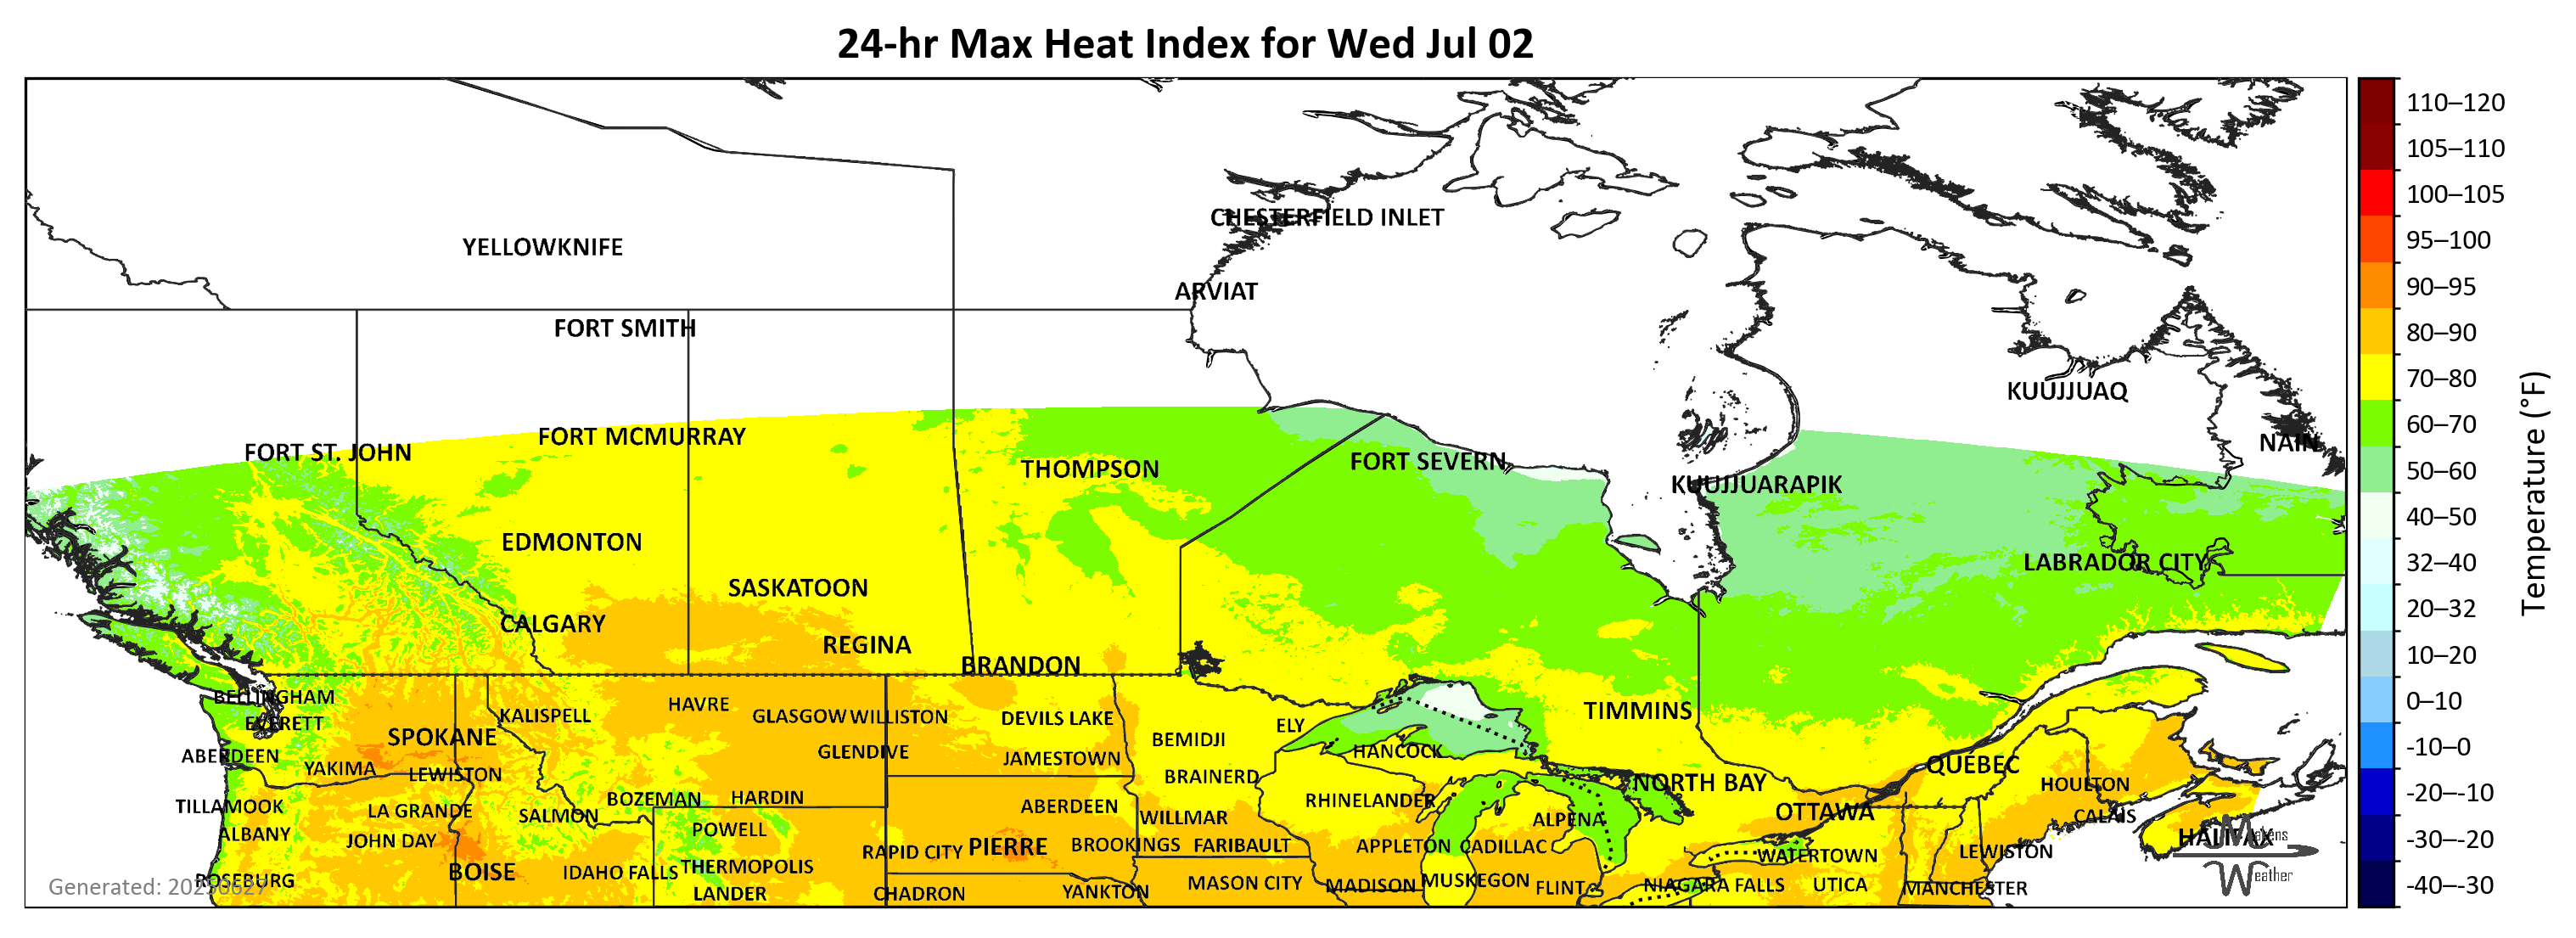 24-hr Max Heat Index for Wed Jul 02
CHESTERFIELD INLET
YELLOWKNIFE
ARVIAT
FORT SMITH
KUUJJUAQ
FORT MCMURRAY
NAIN
FORT ST. JOHN
FORT SEVERN
THOMPSON
KUUJJUARAPIK
EDMONTON
LABRADOR CITY
SASKATOON
CALGARY
REGINA
BRANDON
BELLINGHAM
HAVRE
TIMMINS
KALISPELL
GLASGOW
WILLISTON
DEVILS LAKE
EVERETT
ELY
SPOKANE
BEMIDJI
GLENDIVE
HANCOCK
ABERDEEN
JAMESTOWN
QUÉBEC
YAKIMA
LEWISTON
BRAINERD
NORTH BAY
HOULTON
BOZEMAN
HARDIN
RHINELANDER
TILLAMOOK
ABERDEEN
LA GRANDE
SALMON
OTTAWA
CALAIS
WILLMAR
ALPENA
POWELL
ALBANY
HALIFAX
Makens
JOHN DAY
PIERRE
BROOKINGS
FARIBAULT
APPLETON
CADILLAC
RAPID CITY
LEWISTON
WATERTOWN
THERMOPOLIS
BOISE
IDAHO FALLS
Weather
ROSEBURG
MUSKEGON
MASON CITY
MADISON
FLINT
NIAGARA FALLS
UTICA
MANCHESTER
Generated: 20250627
LANDER
CHADRON
YANKTON
110–120
105–110
100–105
95–100
90–95
80–90
70–80
60–70
50–60
40–50
32–40
20–32
10–20
0–10
-10–0
-20–-10
-30–-20
-40–-30
Temperature (°F)